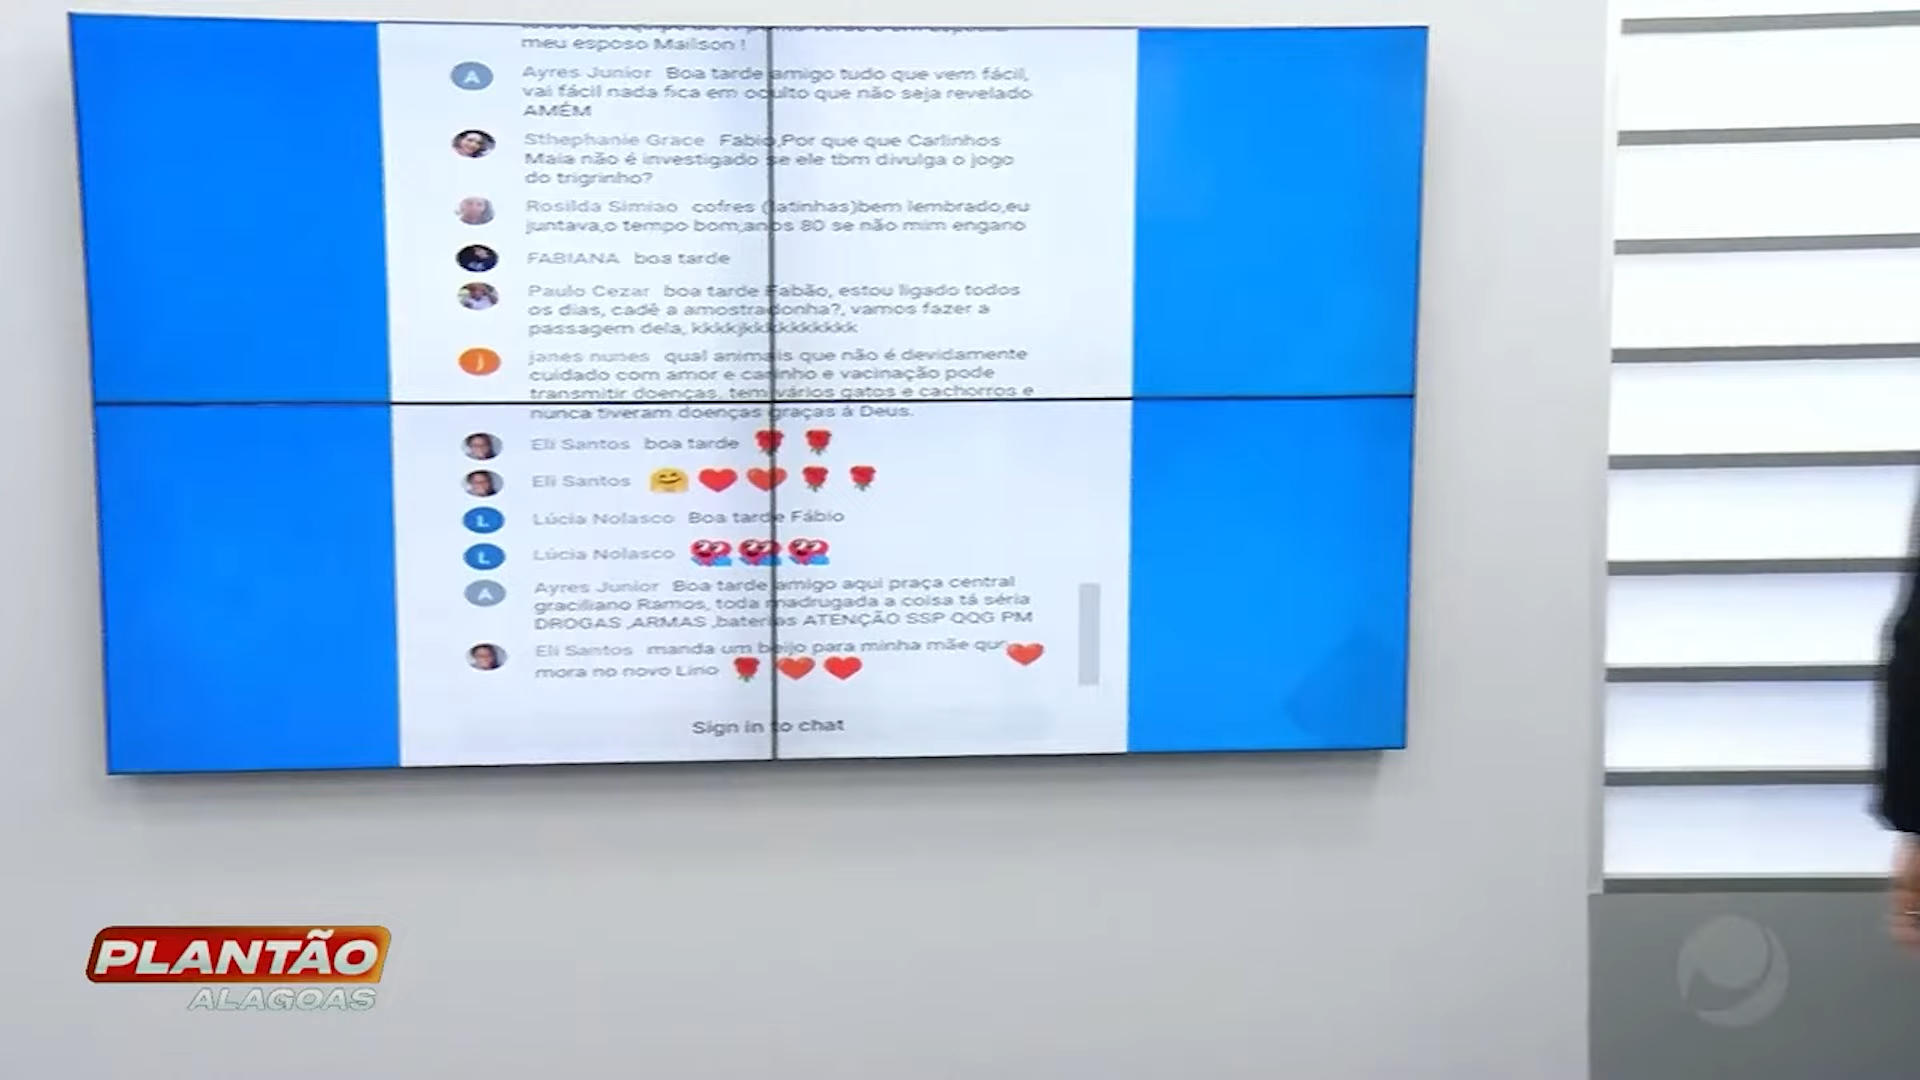 meu esposo Mailson !
Ayres Junior Boa tarde amigo tudo que vem fácil,
vai fácil nada fica em oculto que não seja revelado
AMÉM
Sthephanie Grace Fabio,Por que que Carlinhos
Maia não é investigado se ele tbm divulga o jogo
do trigrinho?
Rosilda Simiao cofres (latinhas)bem lembrado,eu
juntava,o tempo bom,anos 80 se não mim engano
FABIANA boa tarde
Paulo Cezar boa tarde Fabão, estou ligado todos
os dias, cadê a amostradonha?, vamos fazer a
passagem dela, kkkkjkkkkkkkkkk
janes nunes qual animais que não é devidamente
cuidado com amor e carinho e vacinação pode
transmitir doenças, tem vários gatos e cachorros e
nunca tiveram doenças graças á Deus.
Eli Santos boa tarde
Eli Santos
Lúcia Nolasco Boa tarde Fábio
Lúcia Nolasco
Ayres Junior Boa tarde amigo aqui praça central
graciliano Ramos, toda madrugada a coisa tá séria
DROGAS ,ARMAS ,baterias ATENÇÃO SSP QQG PM
Eli Santos manda um beijo para minha mãe que
mora no novo Lirio
Sign in to chat
PLANTÃO
ALAGOAS